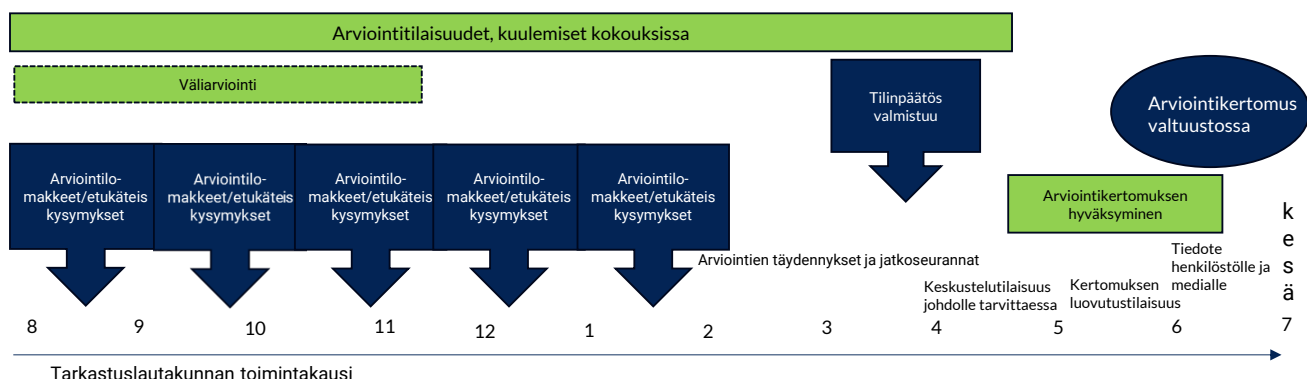 Arviointitilaisuudet, kuulemiset kokouksissa
Väliarviointi
Tilinpäätös
valmistuu
Arviointikertomus
valtuustossa
Arviointilo-
makkeet/etukäteis
kysymykset
Arviointilo-
makkeet/etukäteis
kysymykset
Arviointilo-
makkeet/etukäteis
kysymykset
Arviointilo-
makkeet/etukäteis
kysymykset
Arviointilo-
makkeet/etukäteis
kysymykset
Arviointikertomuksen
hyväksyminen
Arviointien täydennykset ja jatkoseurannat
Keskustelutilaisuus
johdolle tarvittaessa
Kertomuksen
luovutustilaisuus
Tiedote
henkilöstölle ja
medialle
k
e
s
ä
8 9 10 11 12 1 2 3 4 5 6 7
Tarkastuslautakunnan toimintakausi